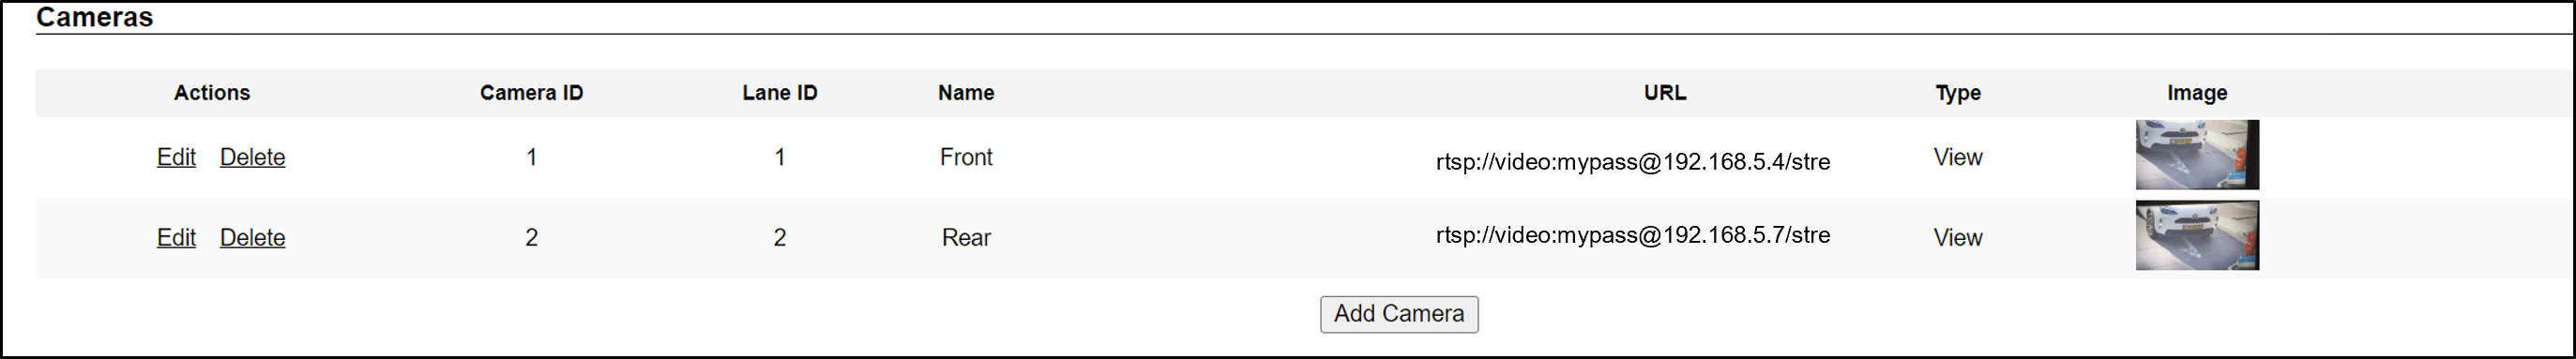 Cameras
Actions Camera ID Lane ID Name URL Type Image
Edit Delete 1 1 Front rtsp://video:mypass@192.168.5.4/stre View
Edit Delete 2 2 Rear rtsp://video:mypass@192.168.5.7/stre View
Add Camera